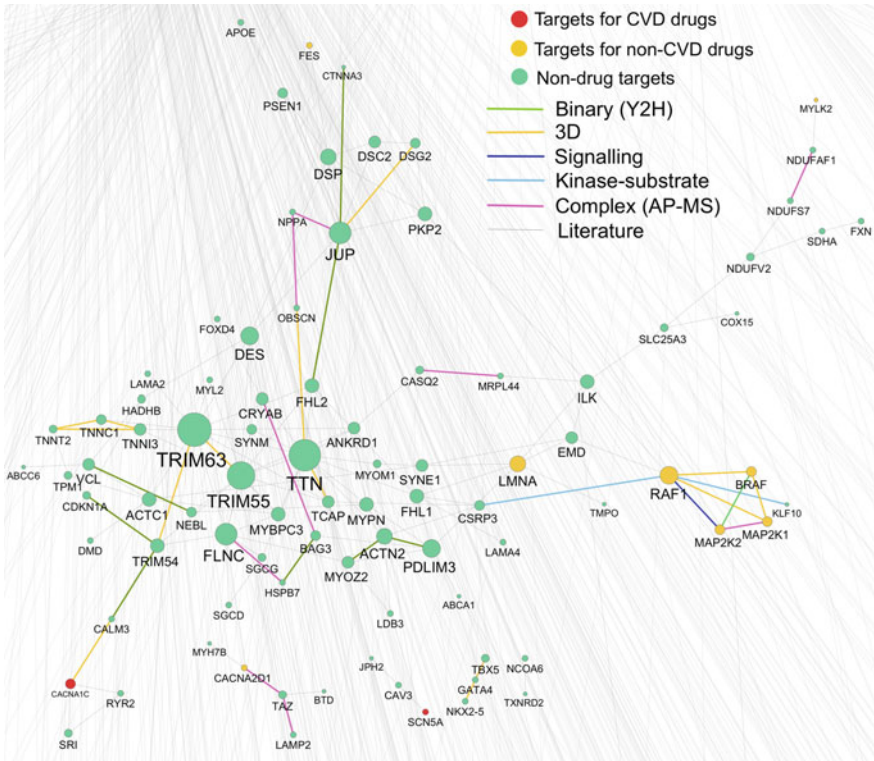 Targets for CVD drugs
Targets for non-CVD drugs
Non-drug targets
Binary (Y2H)
3D
Signalling
Kinase-substrate
Complex (AP-MS)
Literature
APOE
FES
CTNNA3
PSEN1
DSC2
DSG2
DSP
NPPA
PKP2
JUP
MYLK2
NDUFAF1
NDUFS7
FXN
SDHA
NDUFV2
OBSCN
FOXD4
COX15
SLC25A3
DES
LAMA2
MYL2
CASQ2
MRPL44
ILK
HADHB
CRYAB
FHL2
TNNT2
TNNC1
TNNI3
SYNM
ANKRD1
TRIM63
EMD
ABCC6
VCL
TTN
MYOM1
SYNE1
LMNA
TPM1
TRIM55
RAF1
BRAF
CDKN1A
ACTC1
NEBL
MYBPC3
TCAP
MYPN
FHL1
CSRP3
TMPO
KLF10
MAP2K2
MAP2K1
DMD
TRIM54
FLNC
BAG3
ACTN2
LAMA4
SGCG
MYOZ2
PDLIM3
HSPB7
SGCD
LDB3
ABCA1
CALM3
MYH7B
JPH2
TBX5
NCOA6
CACNA2D1
GATA4
CACNA1C
RYR2
TAZ
BTD
CAV3
NKX2-5
TXNRD2
SCN5A
SRI
LAMP2